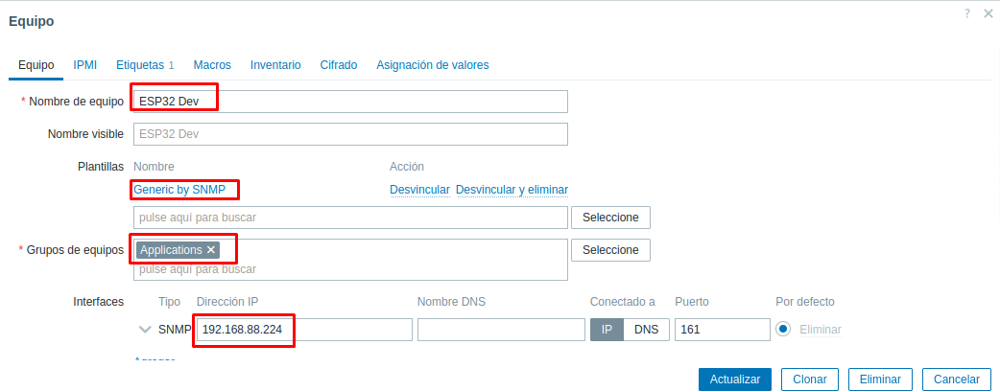 Equipo
? ×
Equipo IPMI Etiquetas 1 Macros Inventario Cifrado Asignación de valores
* Nombre de equipo ESP32 Dev
Nombre visible ESP32 Dev
Plantillas Nombre Acción
Generic by SNMP Desvincular Desvincular y eliminar
pulse aquí para buscar Seleccione
* Grupos de equipos Applications × Seleccione
pulse aquí para buscar
Interfaces Tipo Dirección IP Nombre DNS Conectado a Puerto Por defecto
SNMP 192.168.88.224 IP DNS 161 Eliminar
Agregar
Actualizar Clonar Eliminar Cancelar